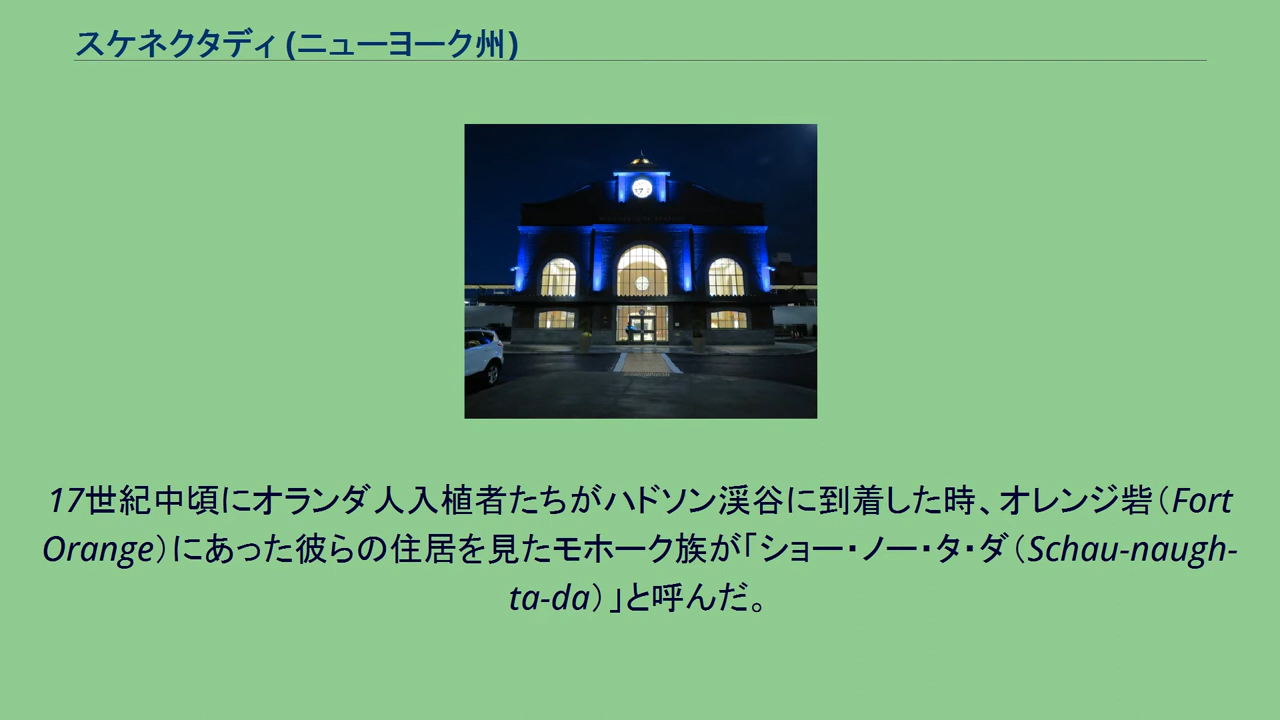 スケネクタディ (ニューヨーク州)
17世紀中頃にオランダ人入植者たちがハドソン渓谷に到着した時、オレンジ砦（Fort
Orange）にあった彼らの住居を見たモホーク族が「ショー・ノー・タ・ダ（Schau-naugh-
ta-da）」と呼んだ。